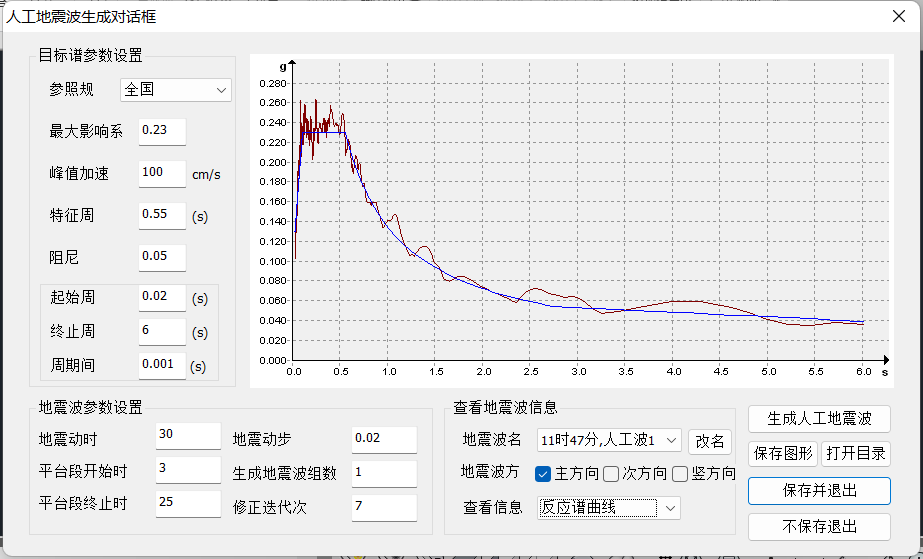 人工地震波生成对话框
目标谱参数设置
参照规 全国
最大影响系 0.23
峰值加速 100 cm/s
特征周 0.55 (s)
阻尼 0.05
起始周 0.02 (s)
终止周 6 (s)
周期间 0.001 (s)
g
0.280
0.260
0.240
0.220
0.200
0.180
0.160
0.140
0.120
0.100
0.080
0.060
0.040
0.020
0.000
0.0 0.5 1.0 1.5 2.0 2.5 3.0 3.5 4.0 4.5 5.0 5.5 6.0 s
地震波参数设置
地震动时 30 地震动步 0.02
平台段开始时 3 生成地震波组数 1
平台段终止时 25 修正迭代次 7
查看地震波信息
地震波名 11时47分,人工波1 改名
地震波方 主方向 次方向 竖方向
查看信息 反应谱曲线
生成人工地震波
保存图形 打开目录
保存并退出
不保存退出